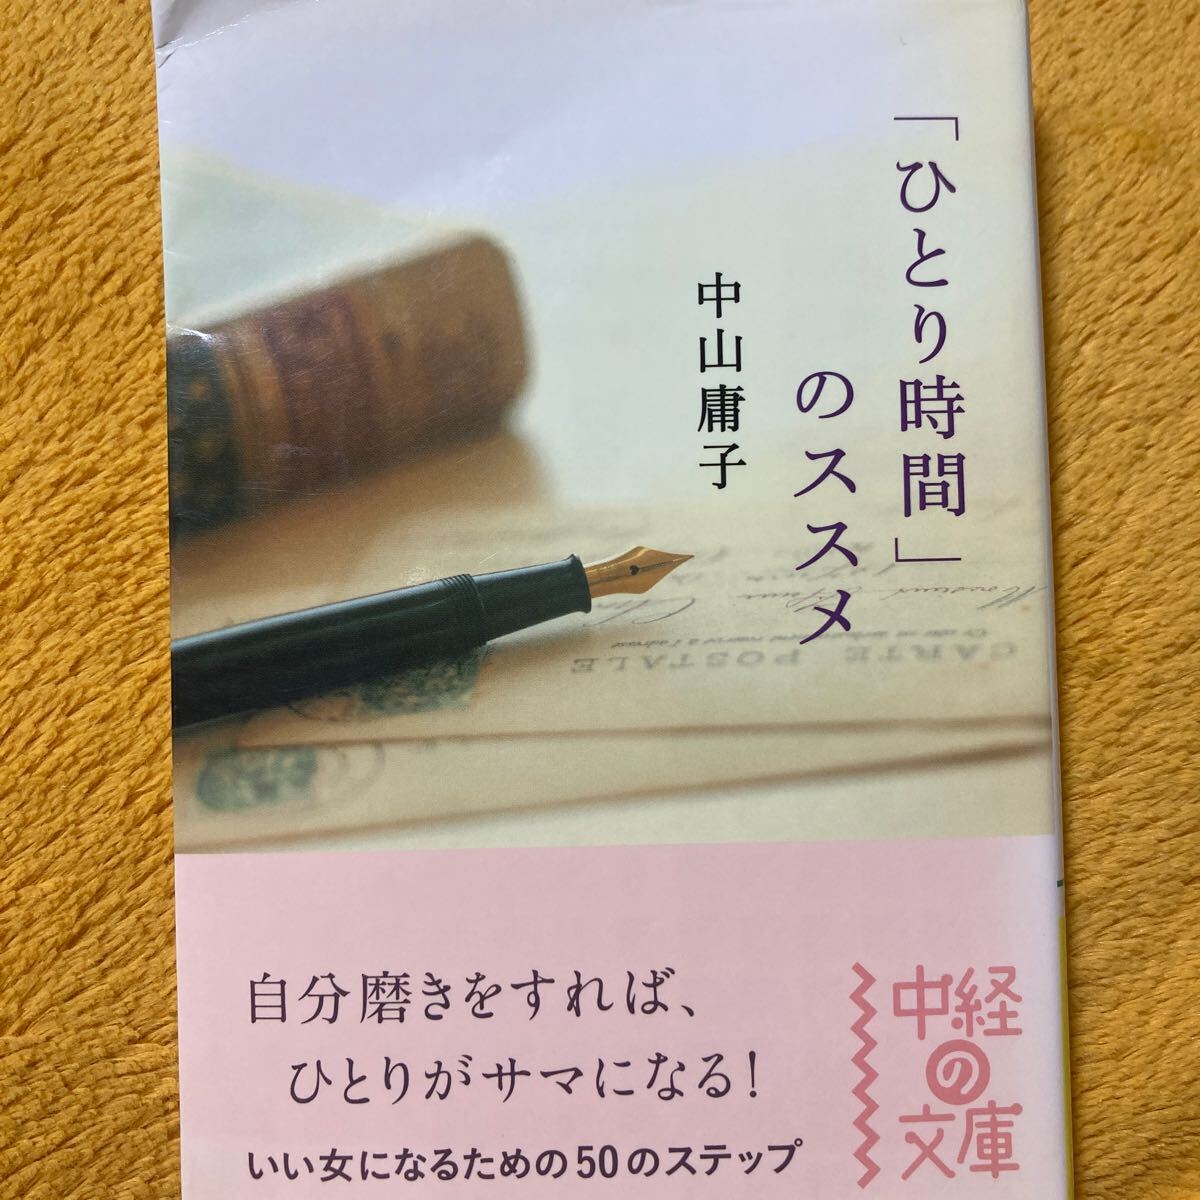 「ひとり時間」
のススメ
中山庸子
CARTE POSTALE
自分磨きをすれば、
ひとりがサマになる!
いい女になるための50のステップ
中経
の
文庫